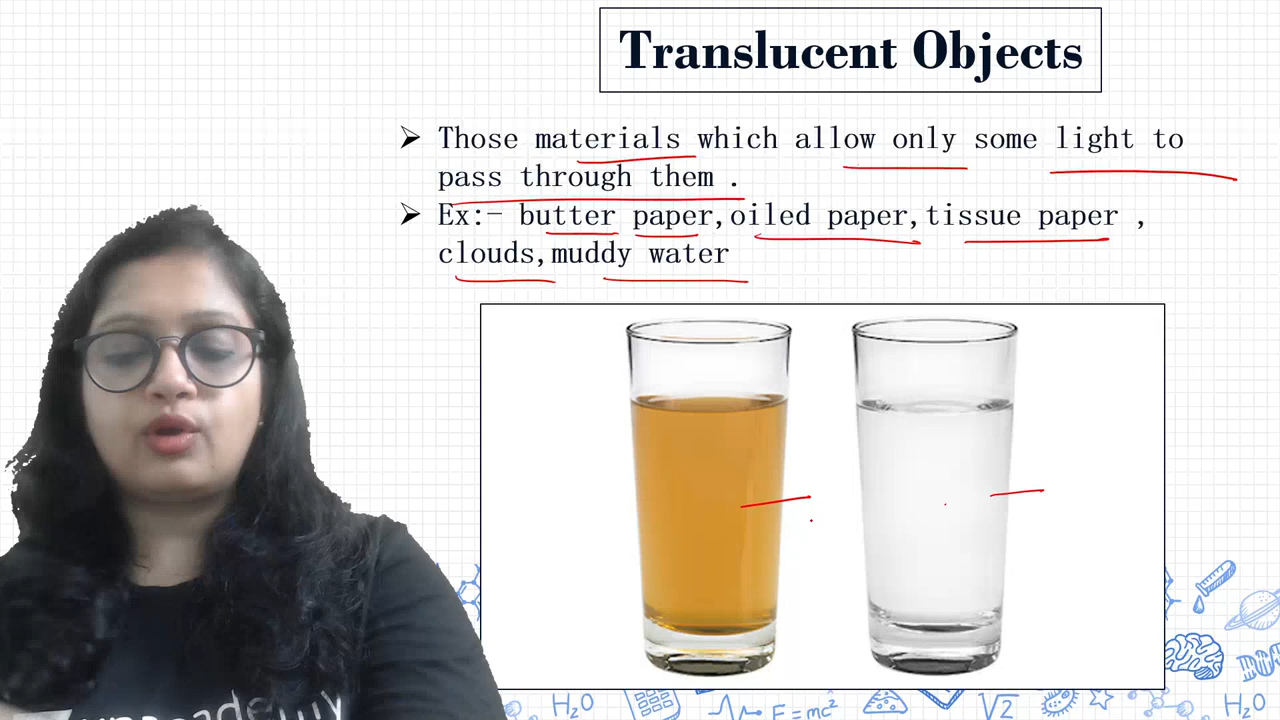 Translucent Objects
Those materials which allow only some light to
pass through them .
Ex:- butter paper,oiled paper,tissue paper ,
clouds,muddy water
H₂O
F=mc²
√2
H₂O